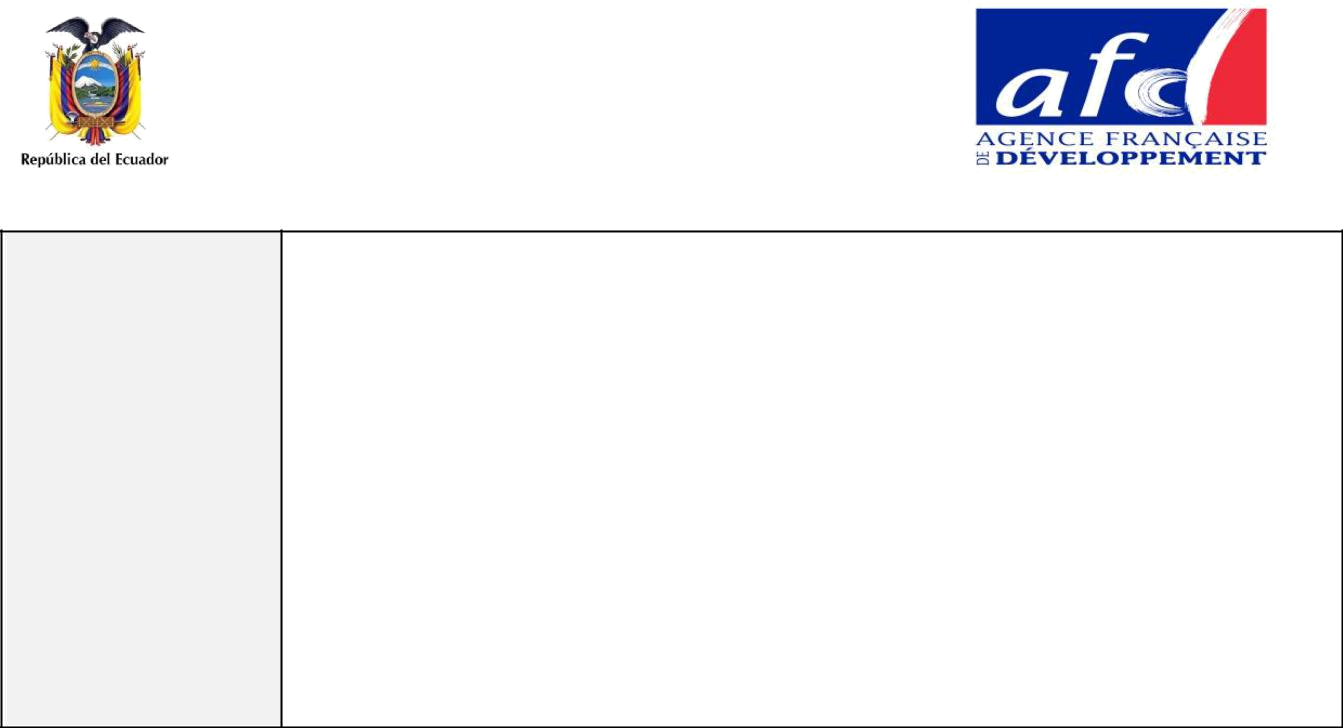 República del Ecuador
afd
AGENCE FRANÇAISE
DE DÉVELOPPEMENT